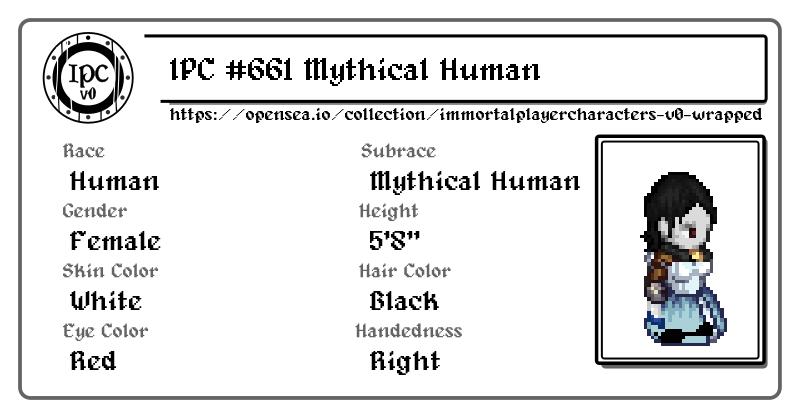 IPC
v0
IPC #661 Mythical Human
https://opensea.io/collection/immortalplayercharacters-v0-wrapped
Race
Human
Subrace
Mythical Human
Gender
Female
Height
5'8"
Skin Color
White
Hair Color
Black
Eye Color
Red
Handedness
Right